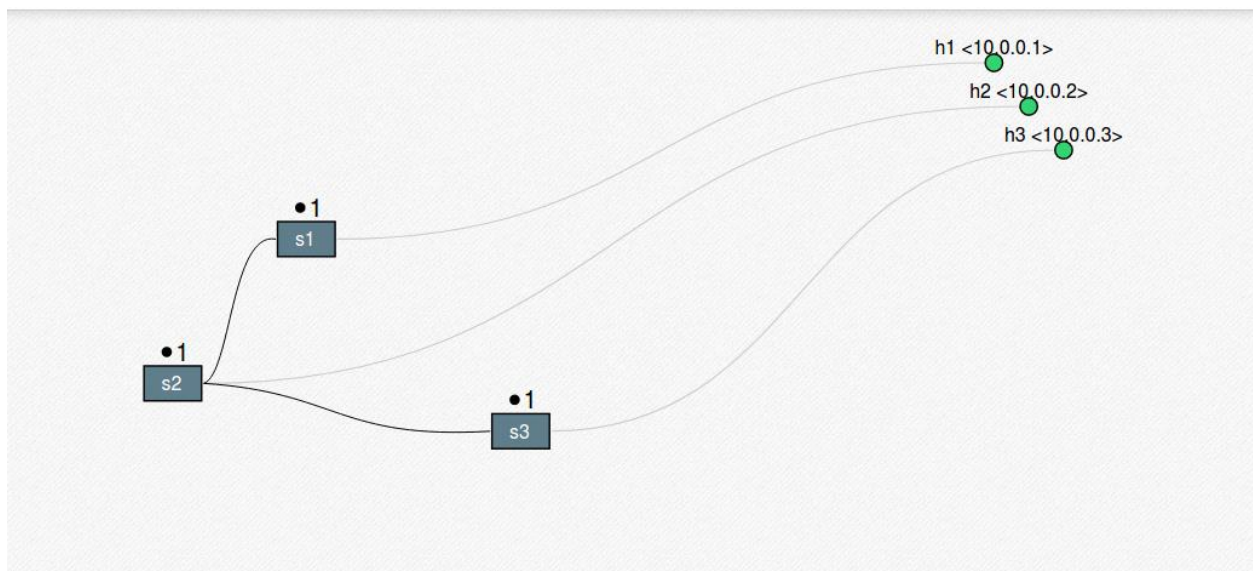 h1 <10.0.0.1>
h2 <10.0.0.2>
h3 <10.0.0.3>
●1
s1
●1
s2
●1
s3